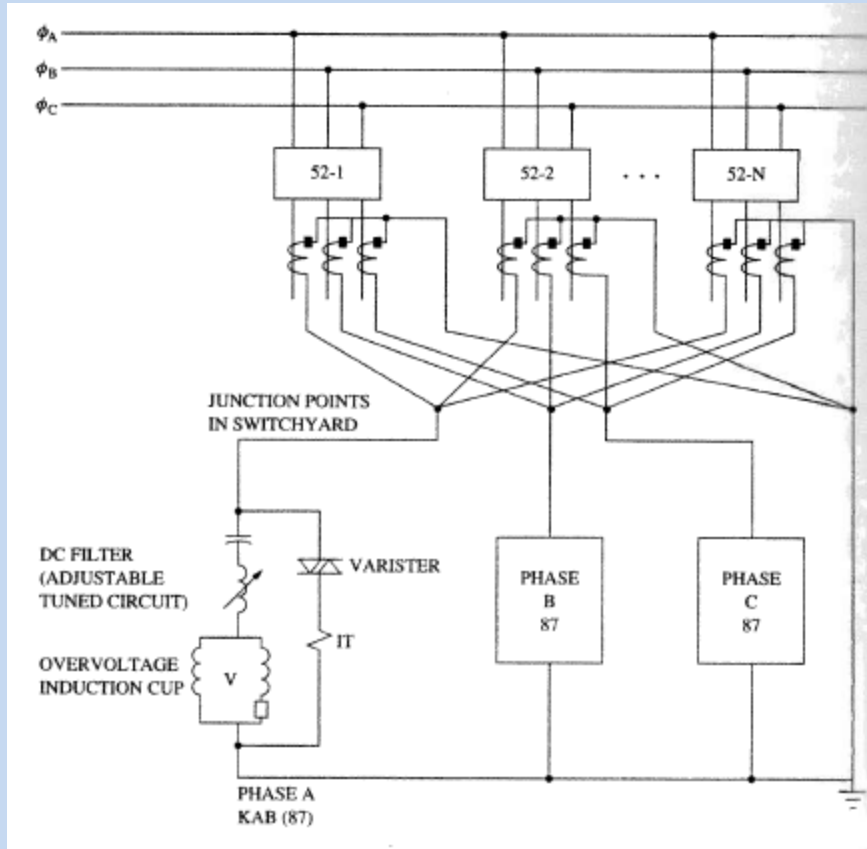 ϕA
ϕB
ϕC
52-1
52-2
. . .
52-N
JUNCTION POINTS
IN SWITCHYARD
DC FILTER
(ADJUSTABLE
TUNED CIRCUIT)
VARISTER
IT
OVERVOLTAGE
INDUCTION CUP
V
PHASE
B
87
PHASE
C
87
PHASE A
KAB (87)